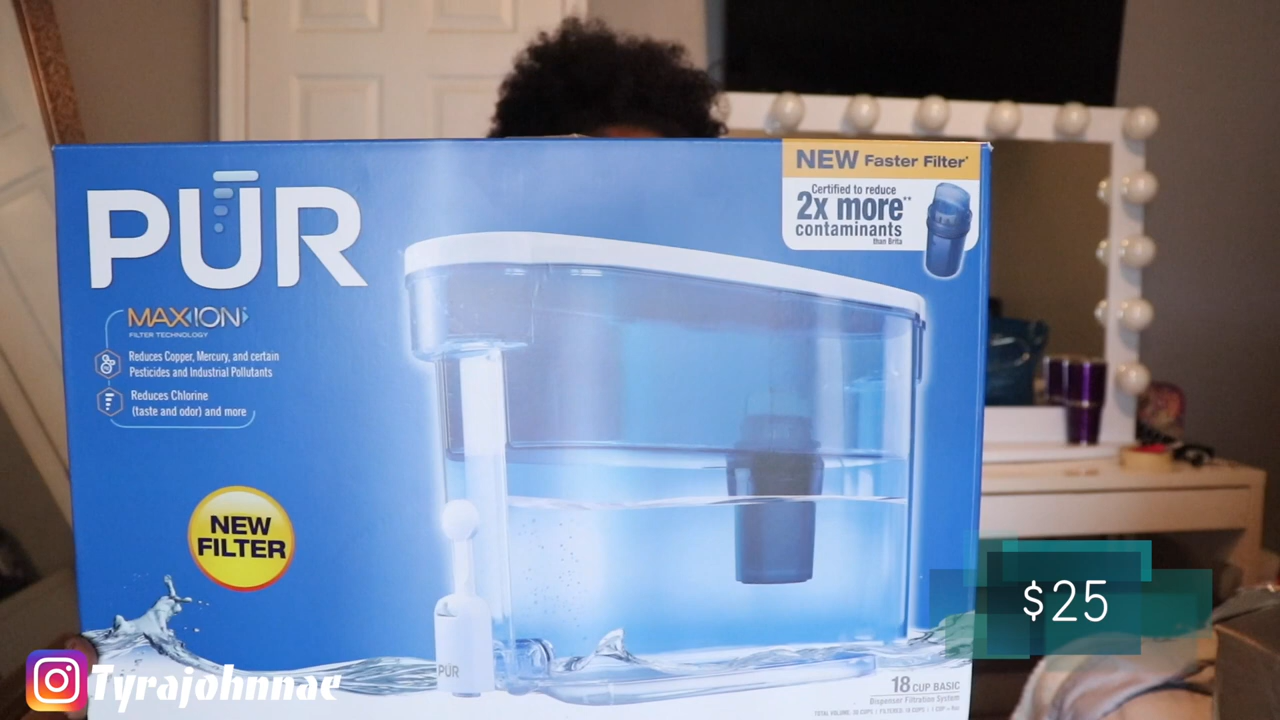 PŪR
MAXION
FILTER TECHNOLOGY
Reduces Copper, Mercury, and certain
Pesticides and Industrial Pollutants
Reduces Chlorine
(taste and odor) and more
NEW
FILTER
NEW Faster Filter*
Certified to reduce
2x more**
contaminants
than Brita
PŪR
18 CUP BASIC
Dispenser Filtration System
$25
Tyrajohnnae